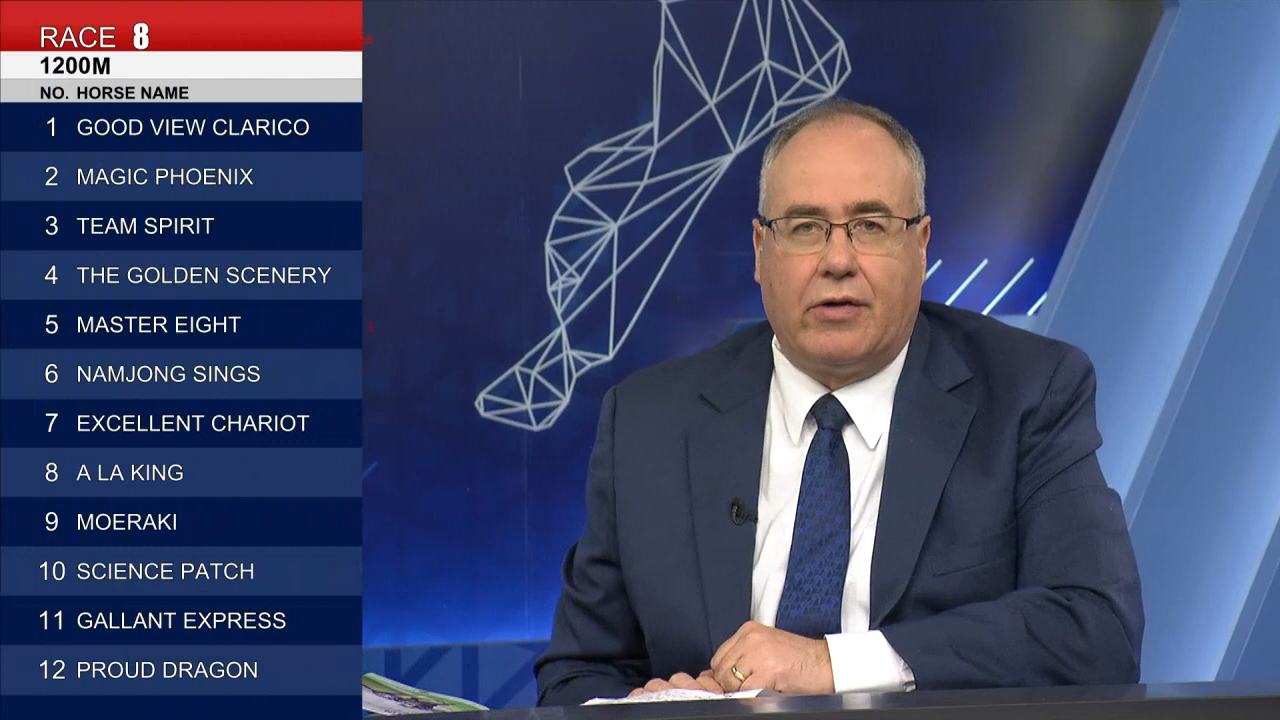 RACE 8
1200M
NO. HORSE NAME
1 GOOD VIEW CLARICO
2 MAGIC PHOENIX
3 TEAM SPIRIT
4 THE GOLDEN SCENERY
5 MASTER EIGHT
6 NAMJONG SINGS
7 EXCELLENT CHARIOT
8 A LA KING
9 MOERAKI
10 SCIENCE PATCH
11 GALLANT EXPRESS
12 PROUD DRAGON